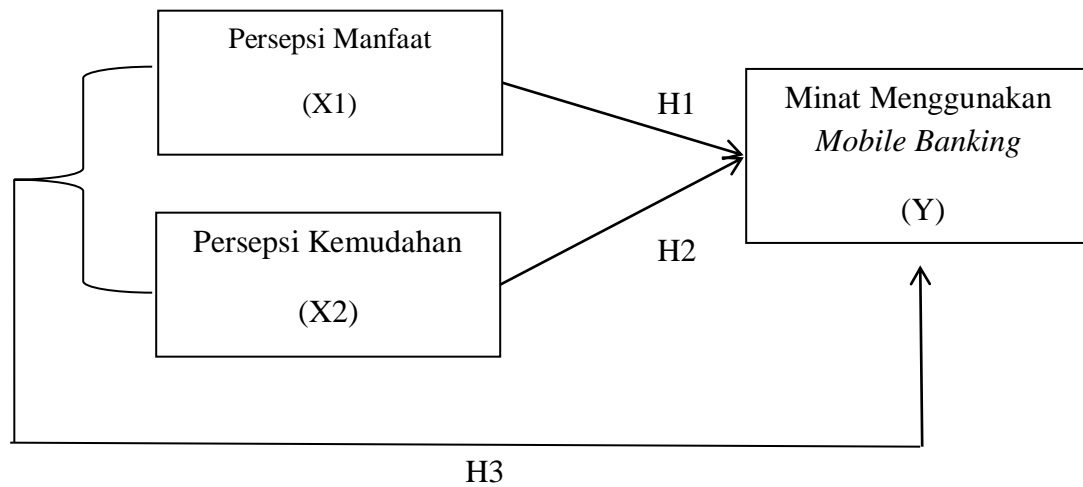 Persepsi Manfaat
(X1)
H1
Minat Menggunakan
Mobile Banking
(Y)
Persepsi Kemudahan
(X2)
H2
H3